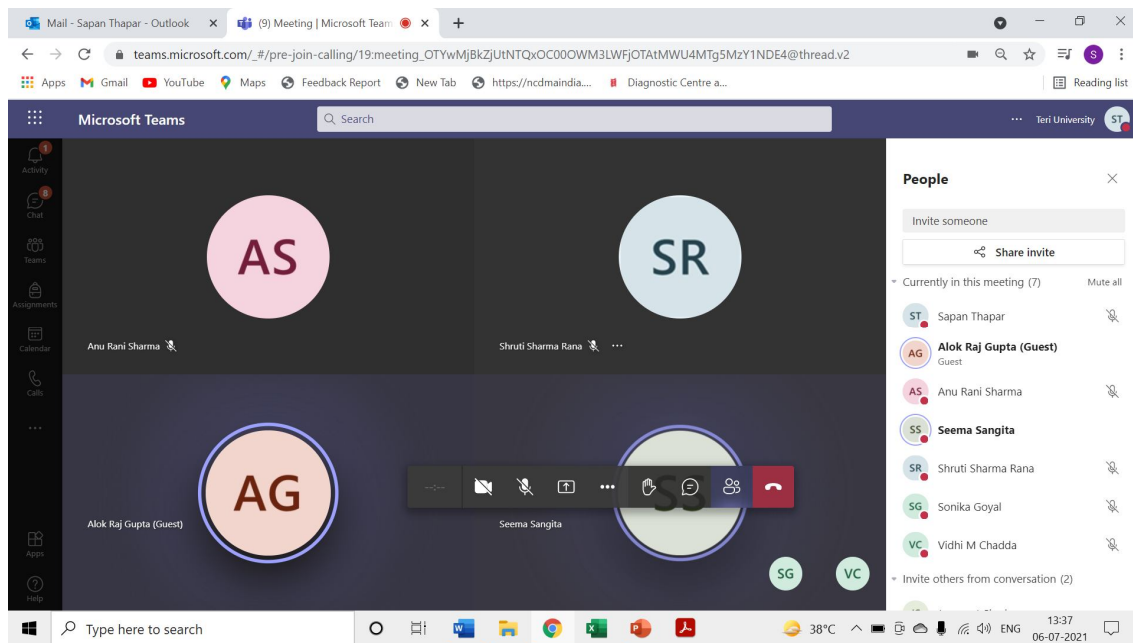 Mail - Sapan Thapar - Outlook
(9) Meeting | Microsoft Team
teams.microsoft.com/_#/pre-join-calling/19:meeting_OTYwMjBkZjUtNTQxOC00OWM3LWFjOTAtMWU4MTg5MzY1NDE4@thread.v2
S
Apps Gmail YouTube Maps Feedback Report New Tab https://ncdmaindia.... Diagnostic Centre a... Reading list
Microsoft Teams
Search
Teri University
ST
1
Activity
8
Chat
Teams
Assignments
Calendar
Calls
Apps
Help
AS
Anu Rani Sharma
SR
Shruti Sharma Rana
AG
Alok Raj Gupta (Guest)
SS
Seema Sangita
--:--
SG
VC
People
Invite someone
Share invite
Currently in this meeting (7) Mute all
ST Sapan Thapar
AG Alok Raj Gupta (Guest)
Guest
AS Anu Rani Sharma
SS Seema Sangita
SR Shruti Sharma Rana
SG Sonika Goyal
VC Vidhi M Chadda
Invite others from conversation (2)
Type here to search
38°C
ENG
13:37
06-07-2021